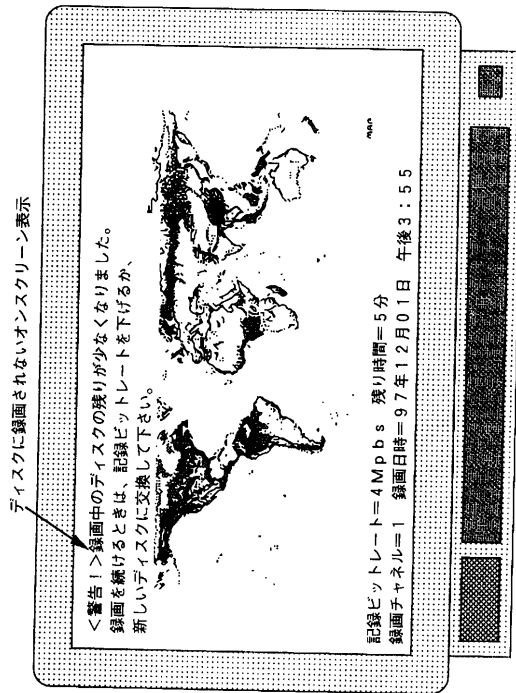 ディスクに録画されないオンスクリーン表示
＜警告！＞録画中のディスクの残りが少なくなりました。
録画を続けるときは、記録ビットレートを下げるか、
新しいディスクに交換して下さい。
記録ビットレート＝4Mpbs 残り時間＝5分
録画チャネル＝1 録画日時＝97年12月01日 午後3：55